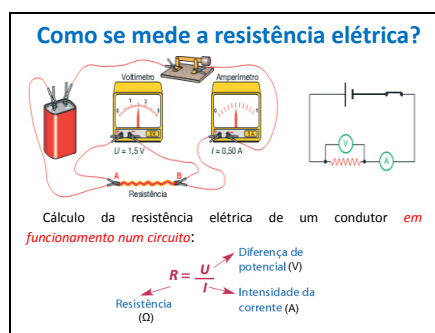 Como se mede a resistência elétrica?
Voltímetro
Amperímetro
U = 1,5 V
I = 0,50 A
A
B
Resistência
V
A
Cálculo da resistência elétrica de um condutor em
funcionamento num circuito:
R = U
I
Diferença de
potencial (V)
Resistência
(Ω)
Intensidade da
corrente (A)